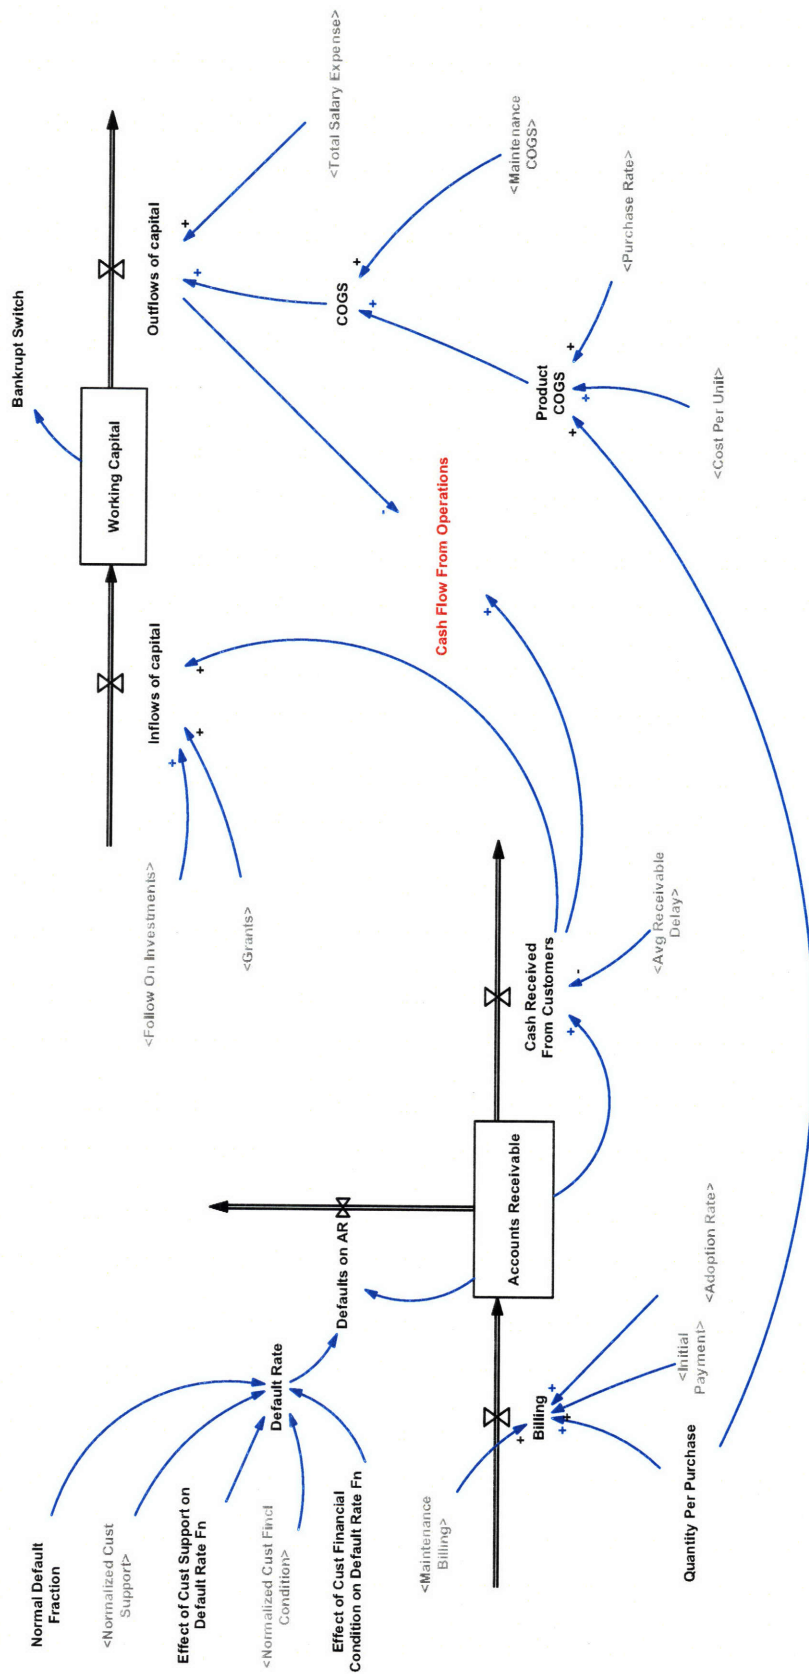 Normal Default
Fraction
<Normalized Cust
Support>
Effect of Cust Support on
Default Rate Fn
<Normalized Cust Fincl
Condition>
Effect of Cust Financial
Condition on Default Rate Fn
Default Rate
Defaults on AR
<Maintenance
Billing>
Billing
Quantity Per Purchase
<Initial
Payment>
<Adoption Rate>
Accounts Receivable
Cash Received
From Customers
<Avg Receivable
Delay>
<Follow On Investments>
<Grants>
Inflows of capital
Working Capital
Bankrupt Switch
Cash Flow From Operations
Outflows of capital
<Total Salary Expense>
COGS
<Maintenance
COGS>
Product
COGS
<Purchase Rate>
<Cost Per Unit>